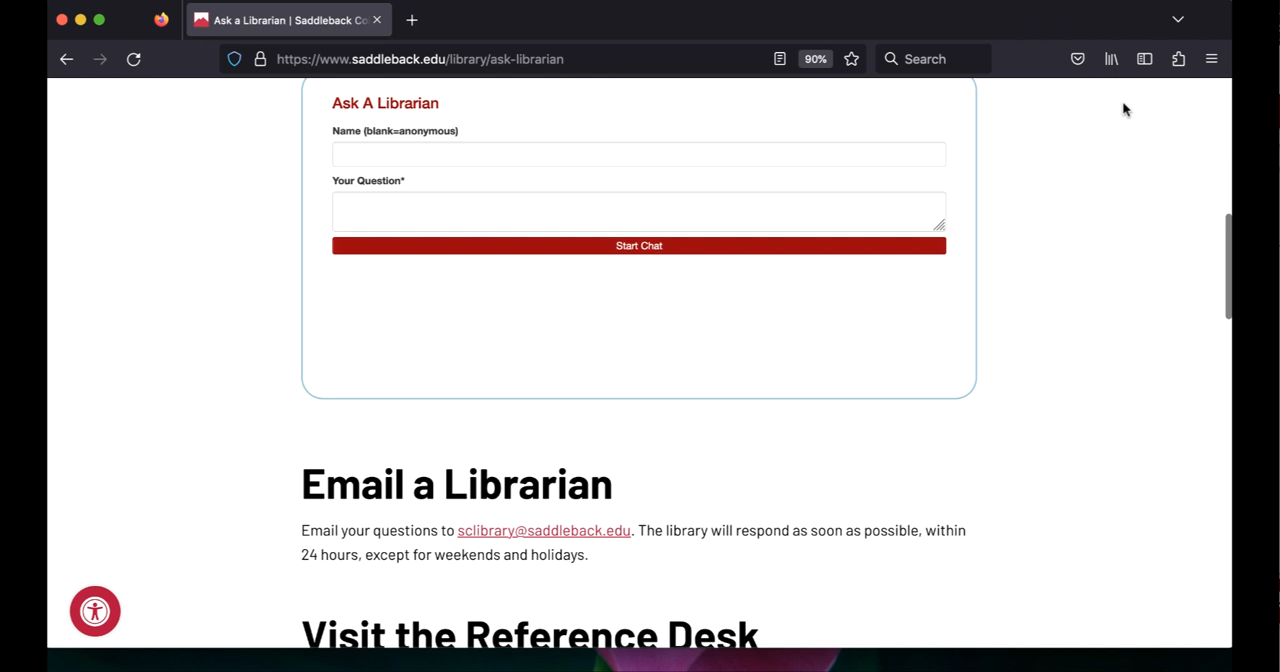 Ask a Librarian | Saddleback Co
https://www.saddleback.edu/library/ask-librarian
90%
Search
Ask A Librarian
Name (blank=anonymous)
Your Question*
Start Chat
Email a Librarian
Email your questions to sclibrary@saddleback.edu. The library will respond as soon as possible, within
24 hours, except for weekends and holidays.
Visit the Reference Desk